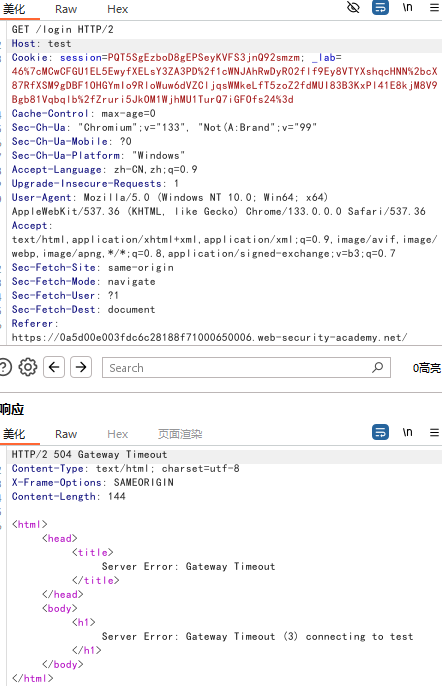 美化 Raw Hex \n
GET /login HTTP/2
Host: test
Cookie: session=PQT5SgEzboD8gEPSeyKVFS3jnQ92smzm; _lab=
46%7cMCwCFGU1EL5EwyfXELsY3ZA3PD%2f1cWNJAhRwDyRO2flf9Ey8VTYXshqcHNN%2bcX
87RfXSM9gDBF1OHGYmlo9RloWuw6dVZCljqsWMkeLfT5zoZ2fdMUl83B3KxPl41E8kjM8V9
Bgb81Vqbqlb%2fZruri5JkOM1WjhMU1TurQ7iGFOfs24%3d
Cache-Control: max-age=0
Sec-Ch-Ua: "Chromium";v="133", "Not(A:Brand";v="99"
Sec-Ch-Ua-Mobile: ?0
Sec-Ch-Ua-Platform: "Windows"
Accept-Language: zh-CN,zh;q=0.9
Upgrade-Insecure-Requests: 1
User-Agent: Mozilla/5.0 (Windows NT 10.0; Win64; x64)
AppleWebKit/537.36 (KHTML, like Gecko) Chrome/133.0.0.0 Safari/537.36
Accept:
text/html,application/xhtml+xml,application/xml;q=0.9,image/avif,image/
webp,image/apng,*/*;q=0.8,application/signed-exchange;v=b3;q=0.7
Sec-Fetch-Site: same-origin
Sec-Fetch-Mode: navigate
Sec-Fetch-User: ?1
Sec-Fetch-Dest: document
Referer:
https://0a5d00e003fdc6c28188f71000650006.web-security-academy.net/
Search 0高亮
响应
美化 Raw Hex 页面渲染 \n
HTTP/2 504 Gateway Timeout
Content-Type: text/html; charset=utf-8
X-Frame-Options: SAMEORIGIN
Content-Length: 144
<html>
<head>
<title>
Server Error: Gateway Timeout
</title>
</head>
<body>
<h1>
Server Error: Gateway Timeout (3) connecting to test
</h1>
</body>
</html>